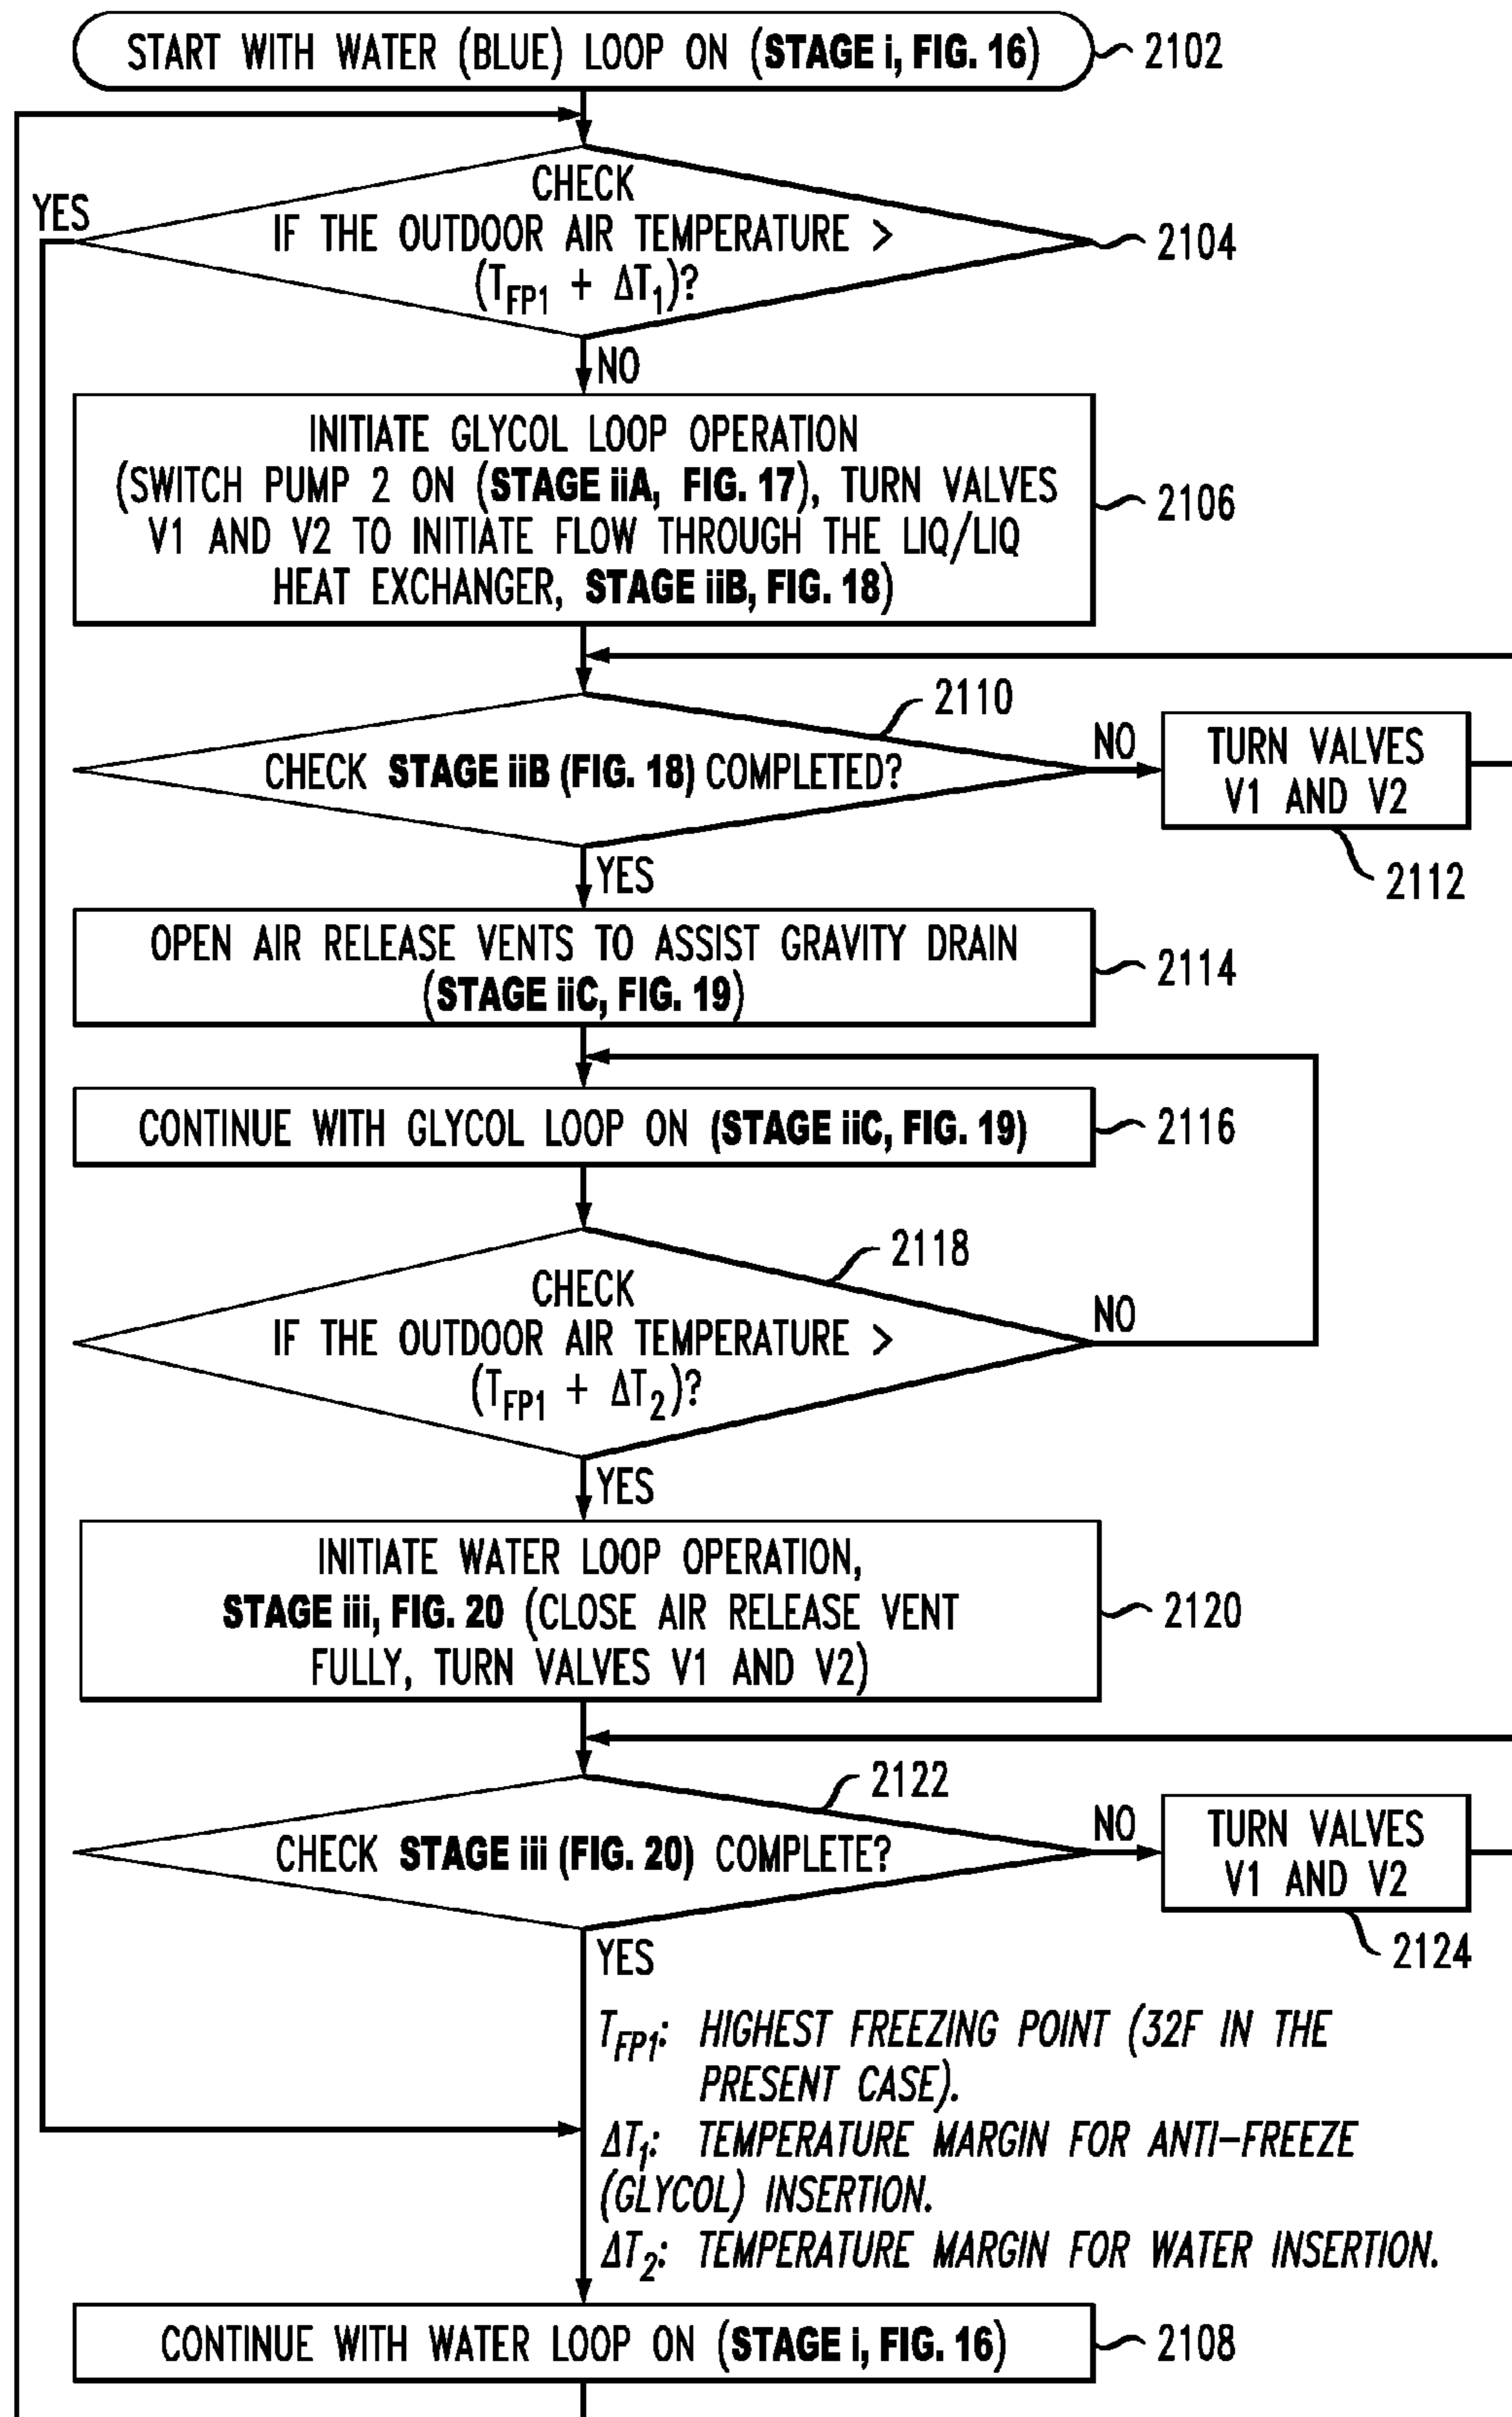 START WITH WATER (BLUE) LOOP ON (STAGE i, FIG. 16)
2102
CHECK
IF THE OUTDOOR AIR TEMPERATURE >
(TFP1 + ΔT1)?
YES
2104
NO
INITIATE GLYCOL LOOP OPERATION
(SWITCH PUMP 2 ON (STAGE iiA, FIG. 17), TURN VALVES
V1 AND V2 TO INITIATE FLOW THROUGH THE LIQ/LIQ
HEAT EXCHANGER, STAGE iiB, FIG. 18)
2106
2110
CHECK STAGE iiB (FIG. 18) COMPLETED?
NO
TURN VALVES
V1 AND V2
2112
YES
OPEN AIR RELEASE VENTS TO ASSIST GRAVITY DRAIN
(STAGE iiC, FIG. 19)
2114
CONTINUE WITH GLYCOL LOOP ON (STAGE iiC, FIG. 19)
2116
2118
CHECK
IF THE OUTDOOR AIR TEMPERATURE >
(TFP1 + ΔT2)?
NO
YES
INITIATE WATER LOOP OPERATION,
STAGE iii, FIG. 20 (CLOSE AIR RELEASE VENT
FULLY, TURN VALVES V1 AND V2)
2120
2122
CHECK STAGE iii (FIG. 20) COMPLETE?
NO
TURN VALVES
V1 AND V2
2124
YES
TFP1: HIGHEST FREEZING POINT (32F IN THE
PRESENT CASE).
ΔT1: TEMPERATURE MARGIN FOR ANTI-FREEZE
(GLYCOL) INSERTION.
ΔT2: TEMPERATURE MARGIN FOR WATER INSERTION.
CONTINUE WITH WATER LOOP ON (STAGE i, FIG. 16)
2108